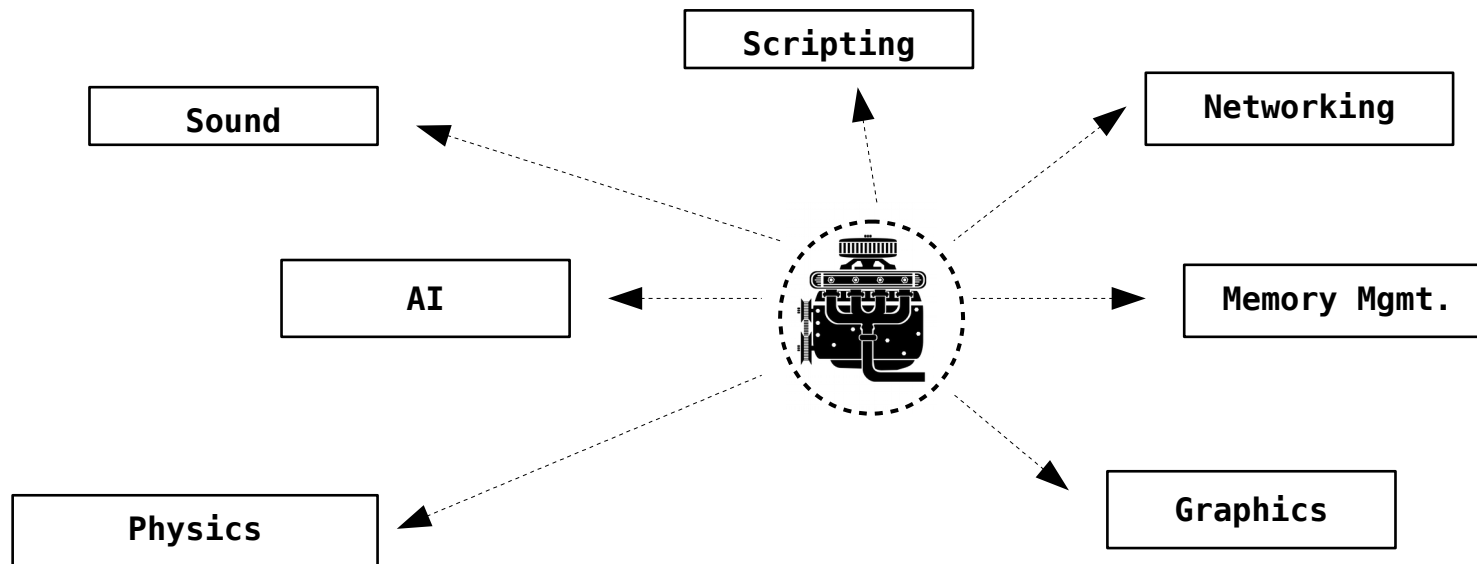 Scripting
Networking
Sound
AI
Memory Mgmt.
Graphics
Physics